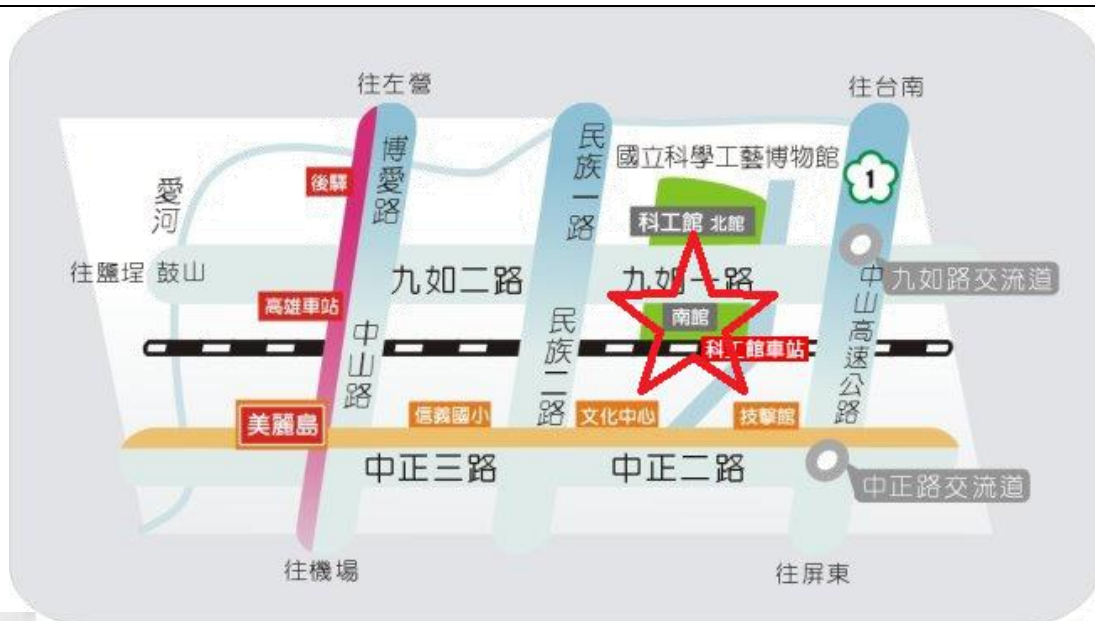 往左營
往台南
博愛路
民族一路
國立科學工藝博物館
1
愛河
後驛
科工館 北館
往鹽埕 鼓山
九如二路
九如一路
九如路交流道
高雄車站
南館
中山路
民族二路
科工館車站
中山高速公路
美麗島
信義國小
文化中心
技擊館
中正三路
中正二路
中正路交流道
往機場
往屏東